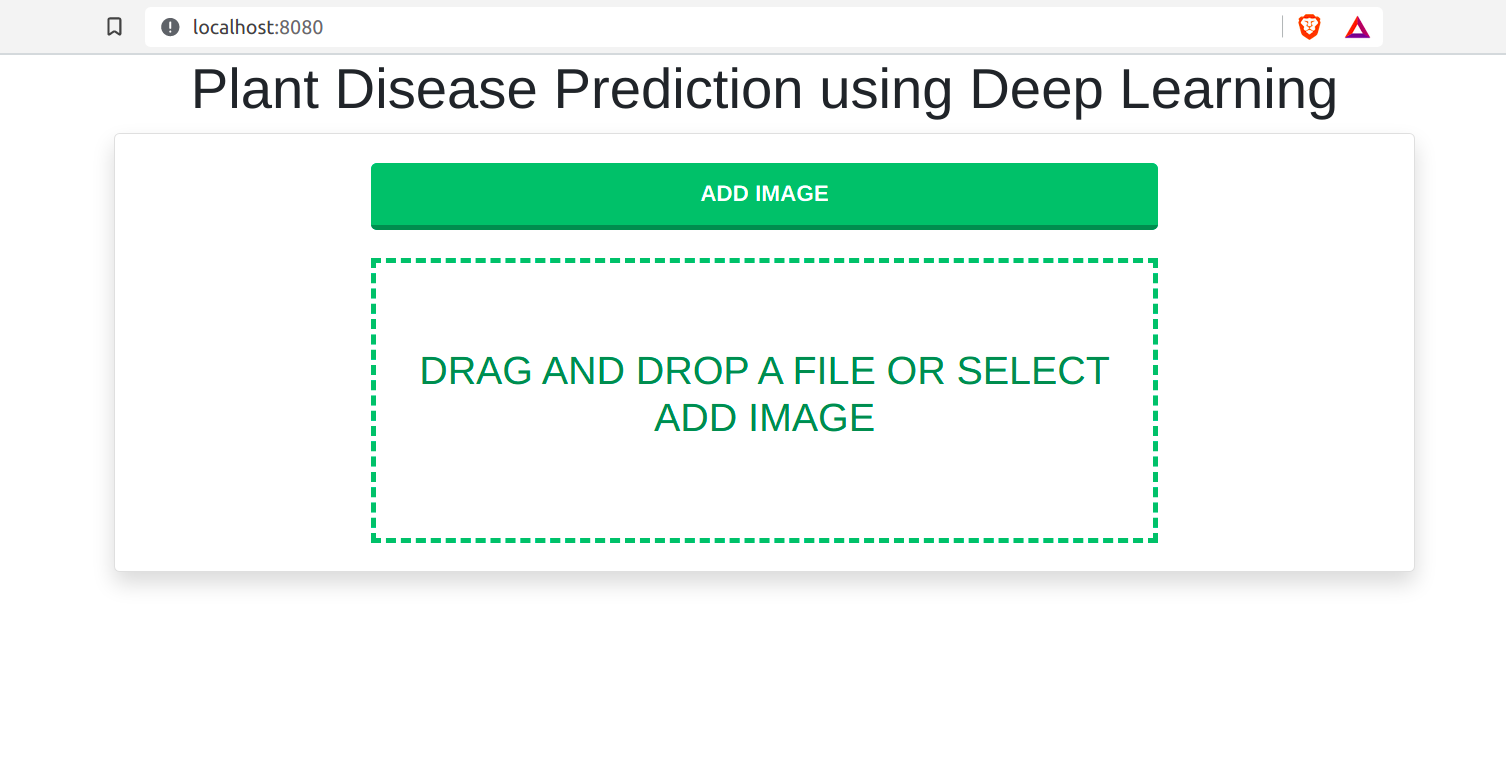 localhost:8080
Plant Disease Prediction using Deep Learning
ADD IMAGE
DRAG AND DROP A FILE OR SELECT
ADD IMAGE